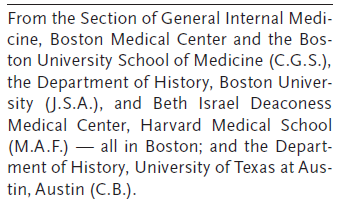 From the Section of General Internal Medi-
cine, Boston Medical Center and the Bos-
ton University School of Medicine (C.G.S.),
the Department of History, Boston Univer-
sity (J.S.A.), and Beth Israel Deaconess
Medical Center, Harvard Medical School
(M.A.F.) — all in Boston; and the Depart-
ment of History, University of Texas at Aus-
tin, Austin (C.B.).